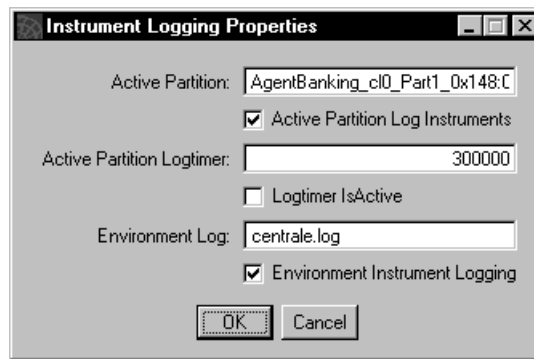 Instrument Logging Properties
Active Partition: AgentBanking_cl0_Part1_0x148:
Active Partition Log Instruments
Active Partition Logtimer: 300000
Logtimer IsActive
Environment Log: centrale.log
Environment Instrument Logging
OK Cancel